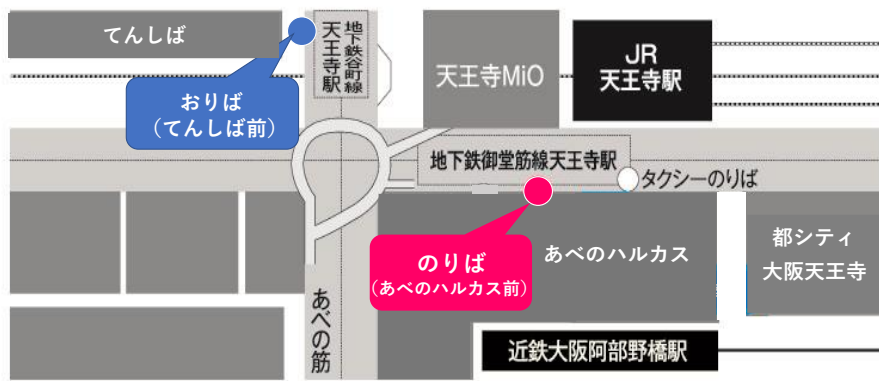 てんしば
地下鉄谷町線
天王寺駅
おりば
（てんしば前）
天王寺MiO
JR
天王寺駅
地下鉄御堂筋線天王寺駅
タクシーのりば
のりば
（あべのハルカス前）
あべのハルカス
都シティ
大阪天王寺
あべの筋
近鉄大阪阿部野橋駅